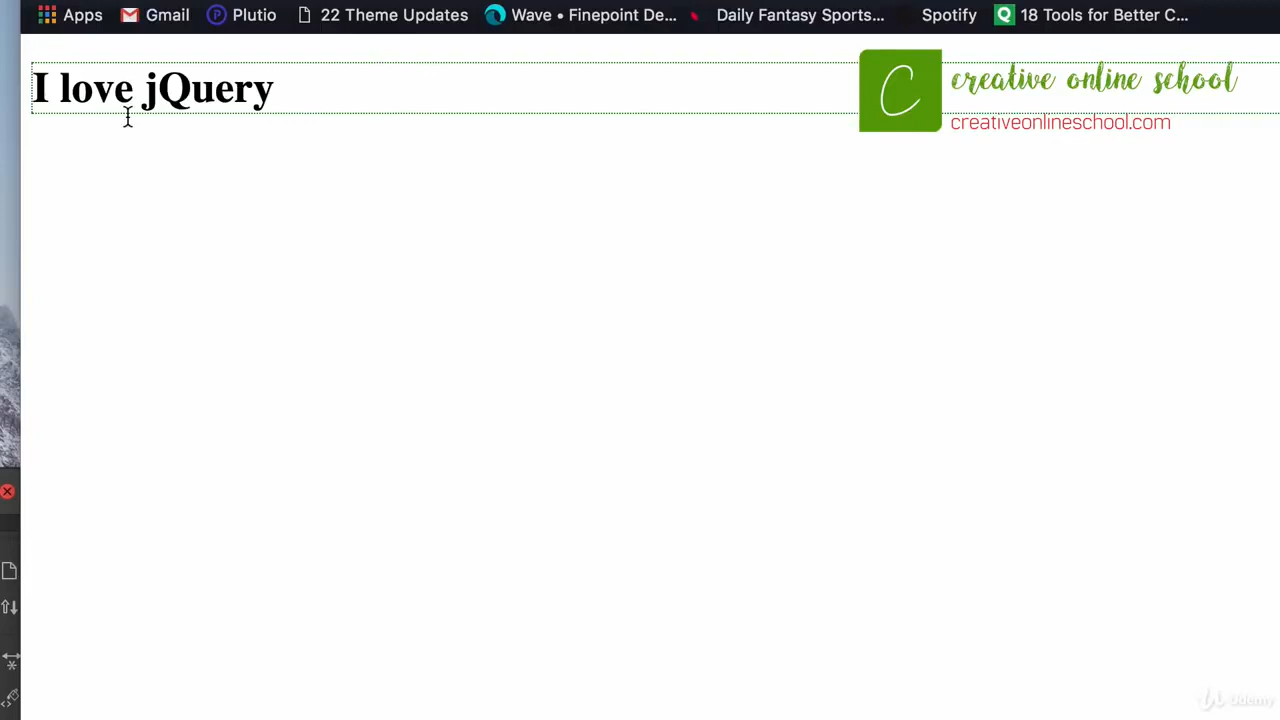 Apps Gmail Plutio 22 Theme Updates Wave • Finepoint De... Daily Fantasy Sports... Spotify 18 Tools for Better C...
I love jQuery
C creative online school
creativeonlineschool.com
Udemy